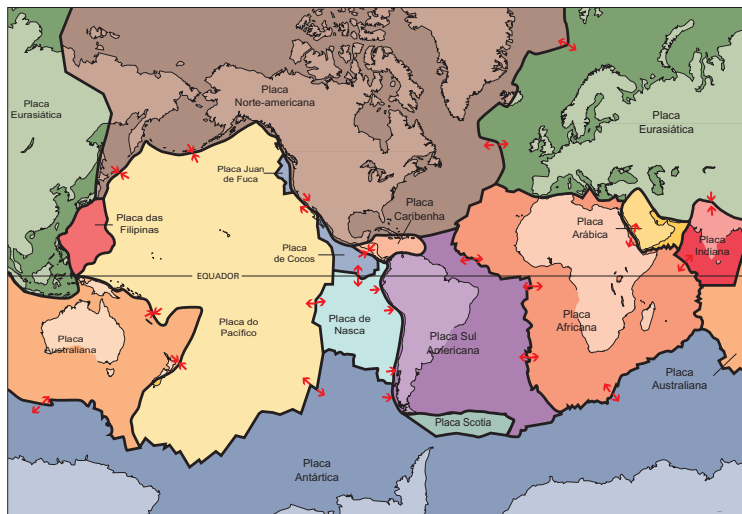 Placa
Norte-americana
Placa
Eurasiática
Placa
Eurasiática
Placa Juan
de Fuca
Placa
Caribenha
Placa das
Filipinas
Placa
Arábica
Placa
Indiana
Placa
de Cocos
EQUADOR
Placa do
Pacífico
Placa de
Nasca
Placa Sul
Americana
Placa
Africana
Placa
Australiana
Placa
Australiana
Placa Scotia
Placa
Antártica